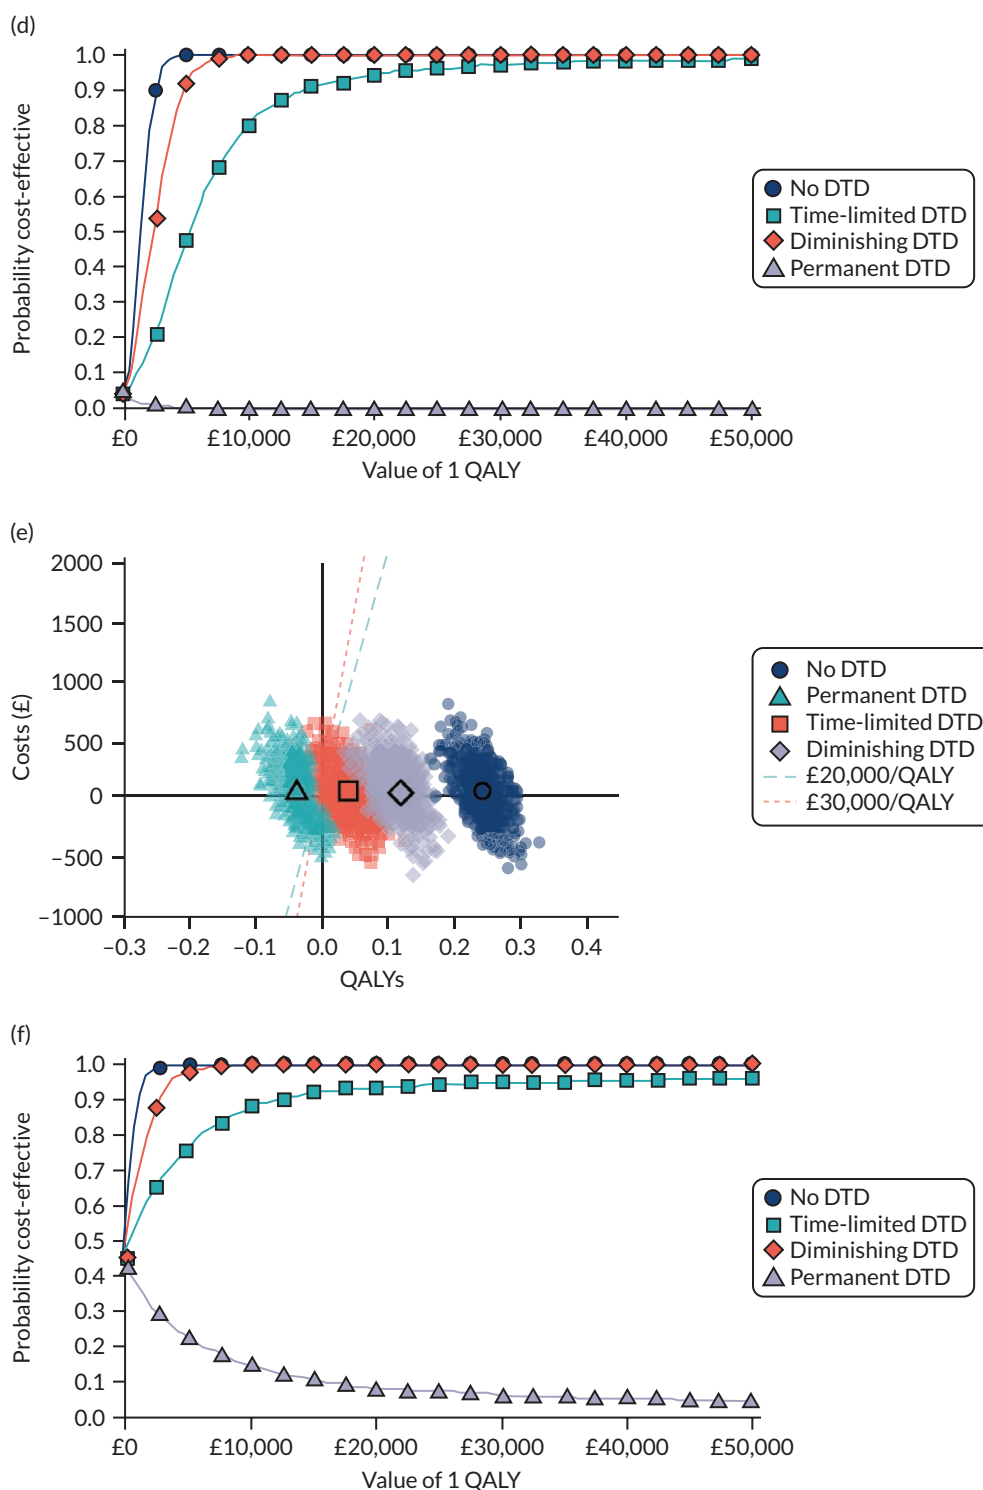 (d)
1.0
0.9
0.8
0.7
0.6
0.5
0.4
0.3
0.2
0.1
0.0
Probability cost-effective
£0
£10,000
£20,000
£30,000
£40,000
£50,000
Value of 1 QALY
No DTD
Time-limited DTD
Diminishing DTD
Permanent DTD
(e)
2000
1500
1000
500
0
–500
–1000
Costs (£)
–0.3
–0.2
–0.1
0.0
0.1
0.2
0.3
0.4
QALYs
No DTD
Permanent DTD
Time-limited DTD
Diminishing DTD
£20,000/QALY
£30,000/QALY
(f)
1.0
0.9
0.8
0.7
0.6
0.5
0.4
0.3
0.2
0.1
0.0
Probability cost-effective
£0
£10,000
£20,000
£30,000
£40,000
£50,000
Value of 1 QALY
No DTD
Time-limited DTD
Diminishing DTD
Permanent DTD